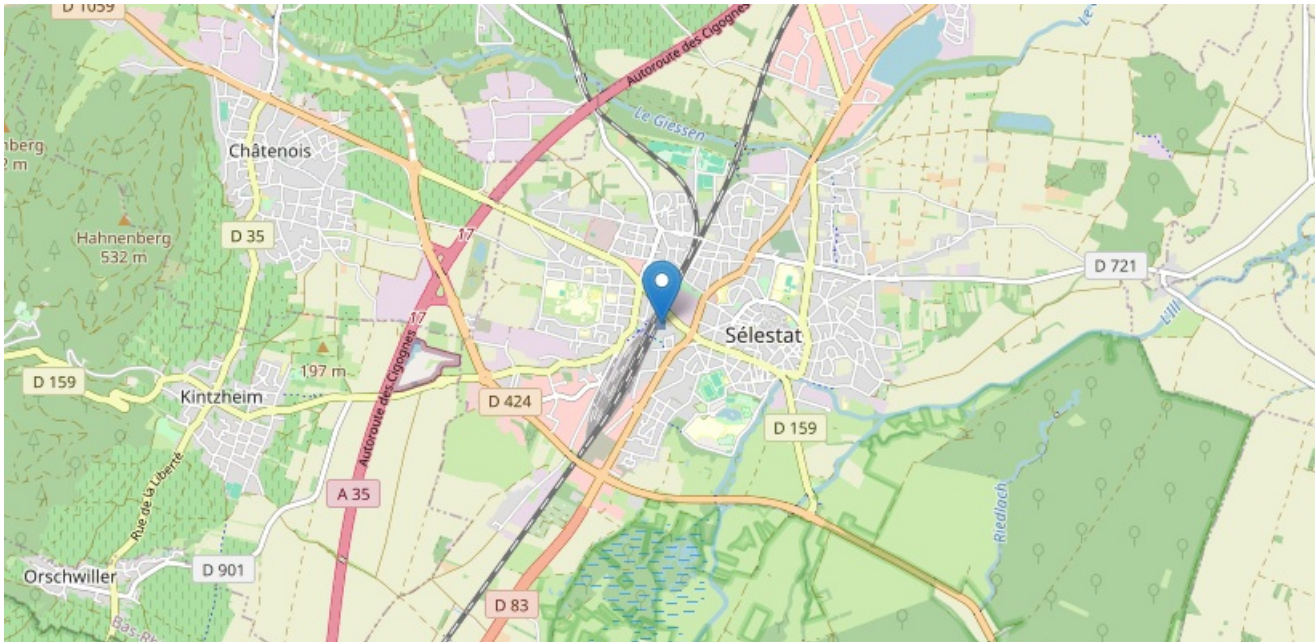 D 1059
Autoroute des Cigognes
Le Giessen
Châtenois
Hahnenberg
532 m
D 35
17
D 721
L'Ill
17
Sélestat
197 m
D 159
Kintzheim
Autoroute des Cigognes
D 424
D 159
Rue de la Liberté
A 35
Riedlach
Orschwiller
D 901
D 83